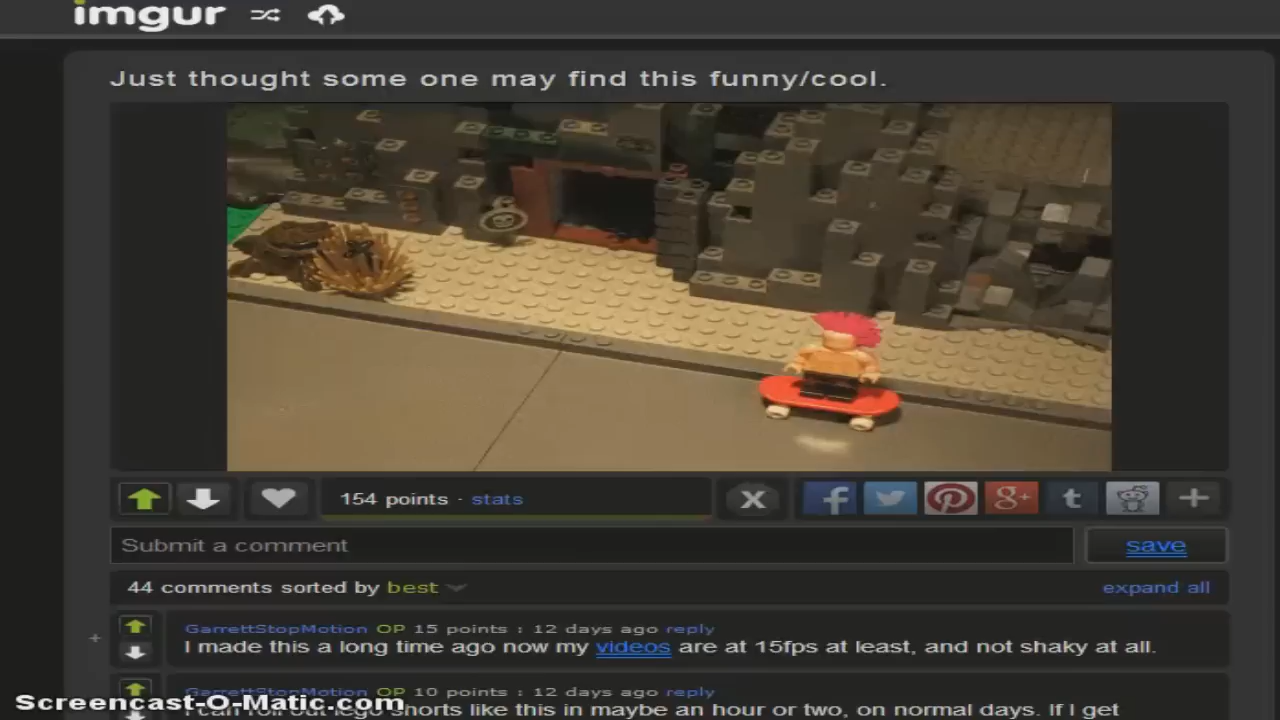 imgur
Just thought some one may find this funny/cool.
154 points · stats
Submit a comment
save
44 comments sorted by best
expand all
GarrettStopMotion OP 15 points : 12 days ago reply
I made this a long time ago now my videos are at 15fps at least, and not shaky at all.
GarrettStopMotion OP 10 points : 12 days ago reply
I can roll out lego shorts like this in maybe an hour or two, on normal days. If I get
Screencast-O-Matic.com